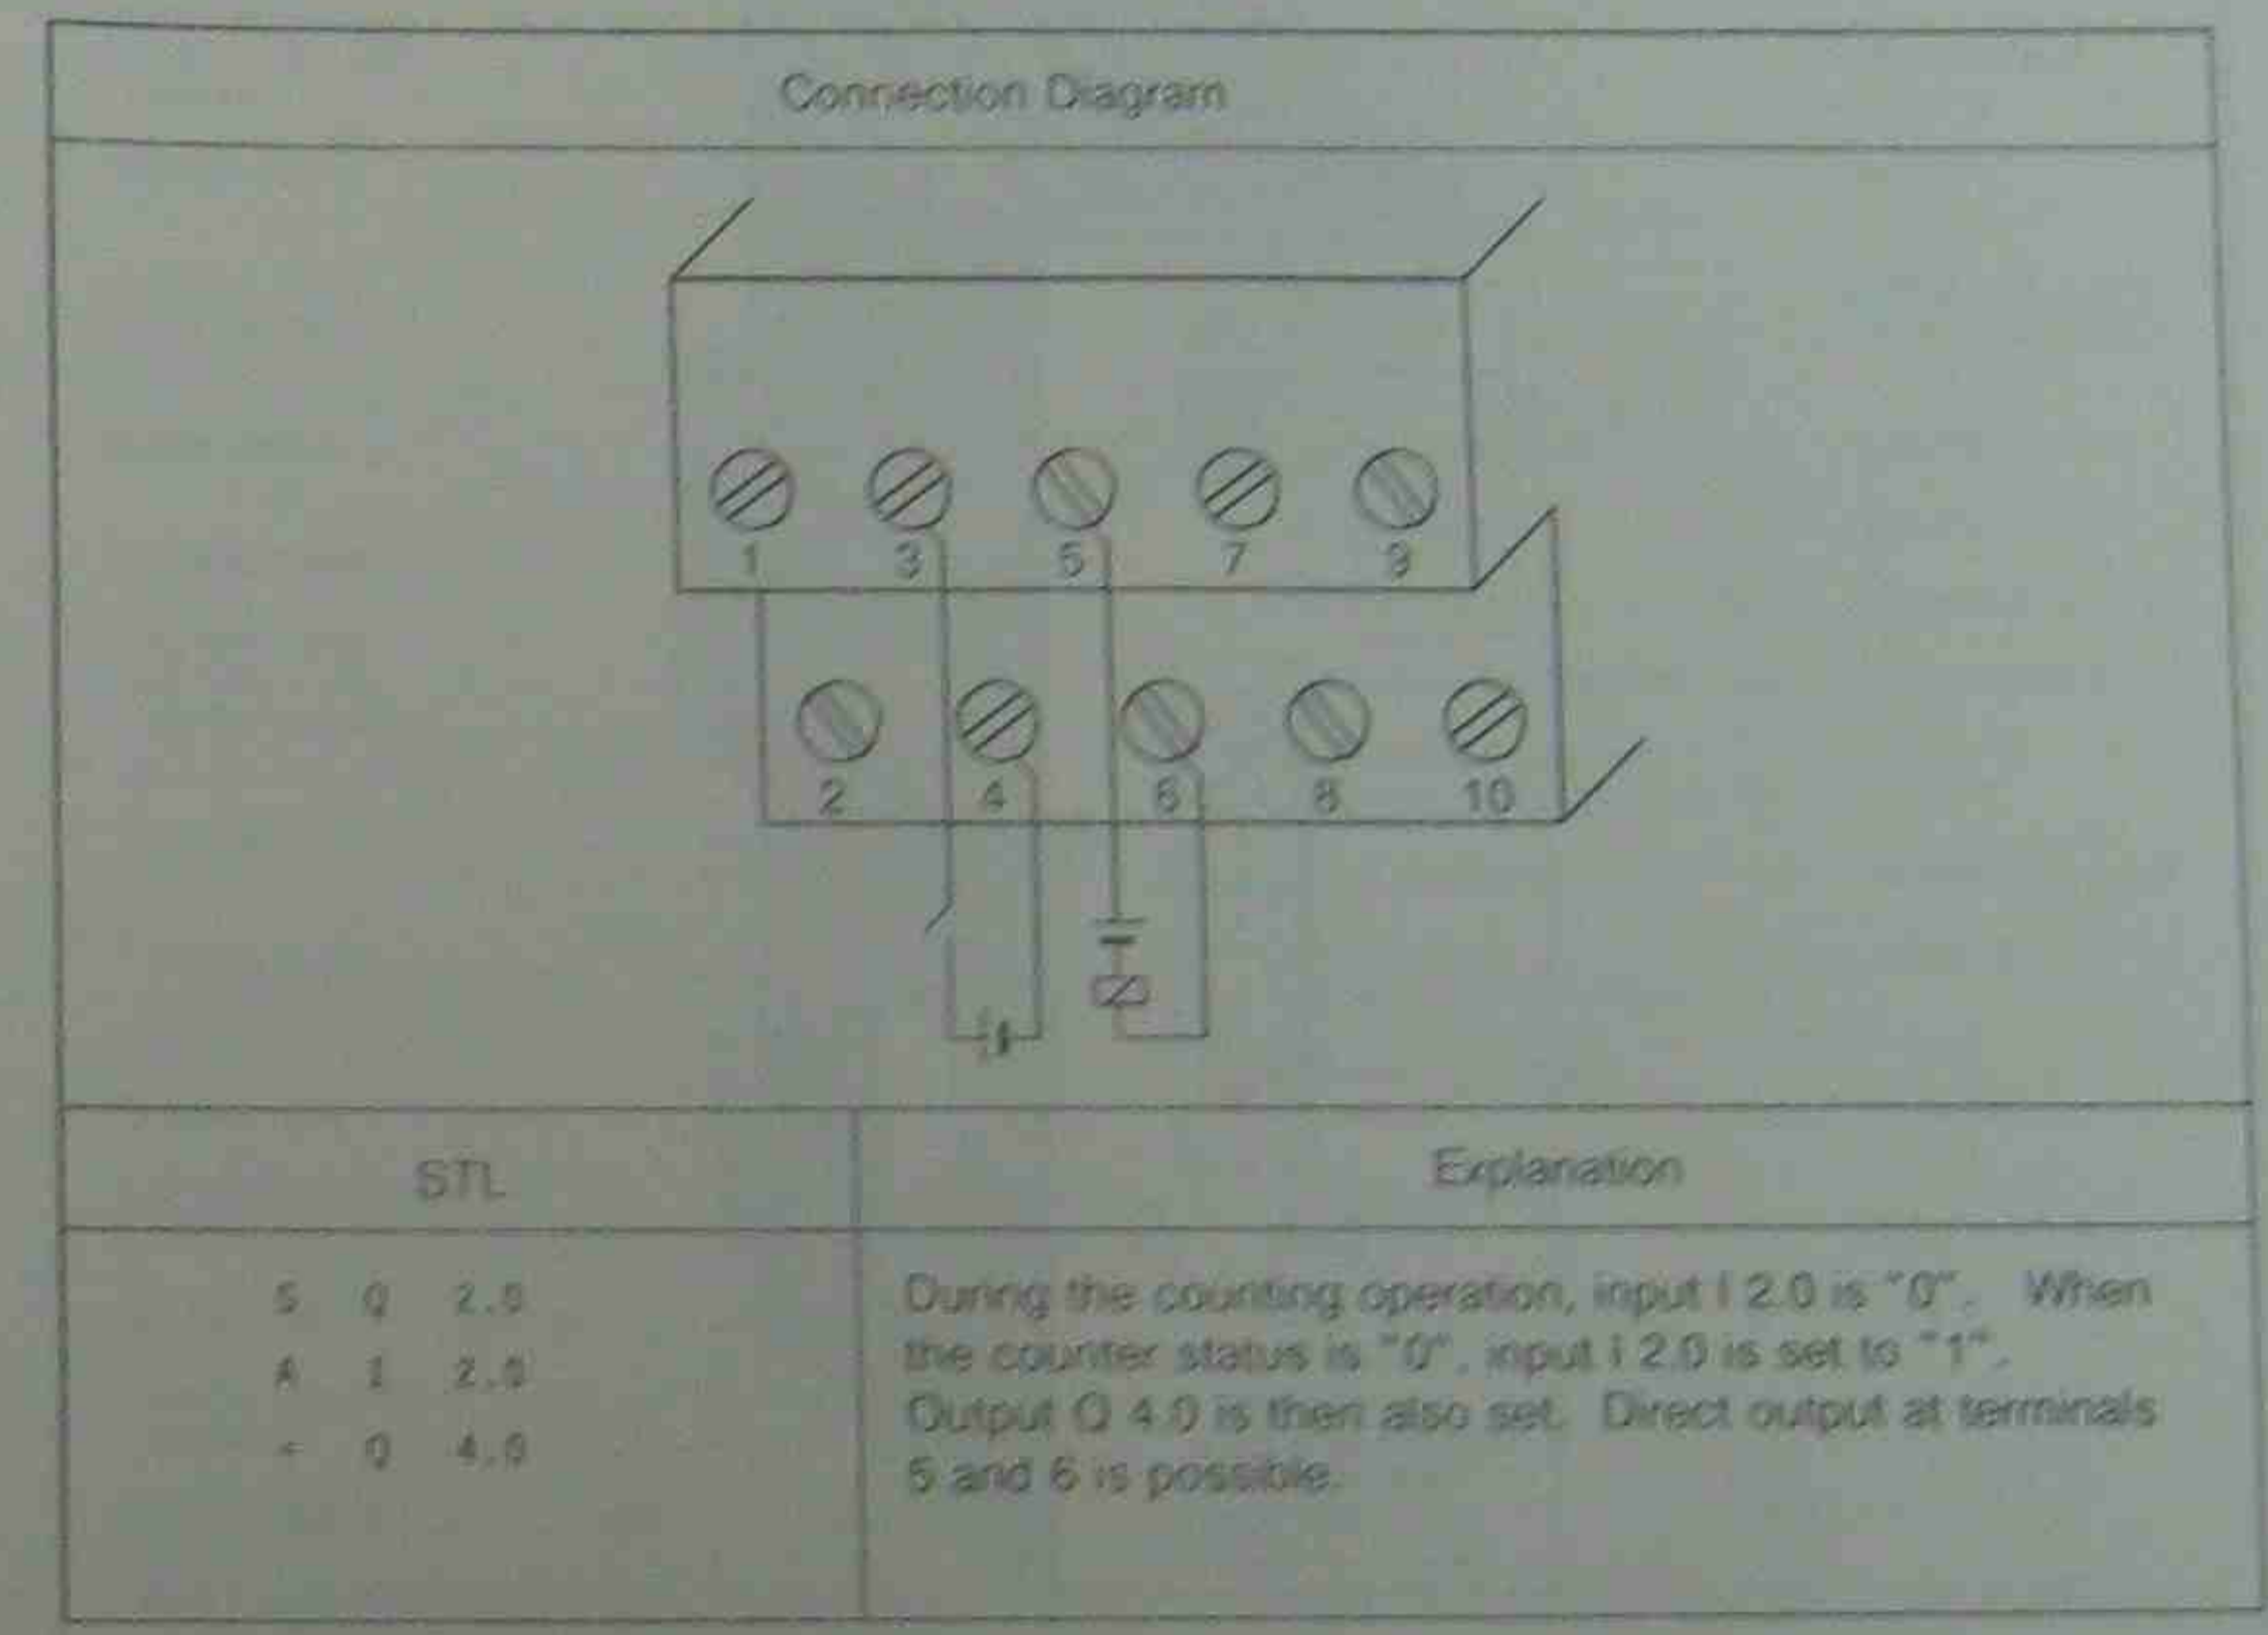 Connection Diagram
1 3 5 7 9
2 4 6 8 10
STL
Explanation
S Q 2.0
A I 2.0
= Q 4.0
During the counting operation, input I 2.0 is "0". When
the counter status is "0", input I 2.0 is set to "1".
Output Q 4.0 is then also set. Direct output at terminals
5 and 6 is possible.